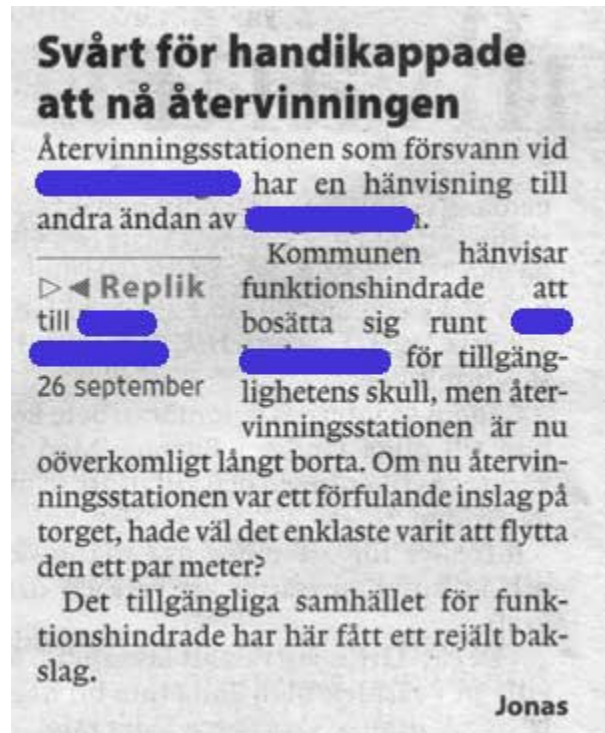 Svårt för handikappade
att nå återvinningen
Återvinningsstationen som försvann vid
har en hänvisning till
andra ändan av
Kommunen hänvisar
funktionshindrade att
bosätta sig runt
för tillgäng-
lighetens skull, men åter-
vinningsstationen är nu
▷◀ Replik
till
26 september
oöverkomligt långt borta. Om nu återvin-
ningsstationen var ett förfulande inslag på
torget, hade väl det enklaste varit att flytta
den ett par meter?
Det tillgängliga samhället för funk-
tionshindrade har här fått ett rejält bak-
slag.
Jonas